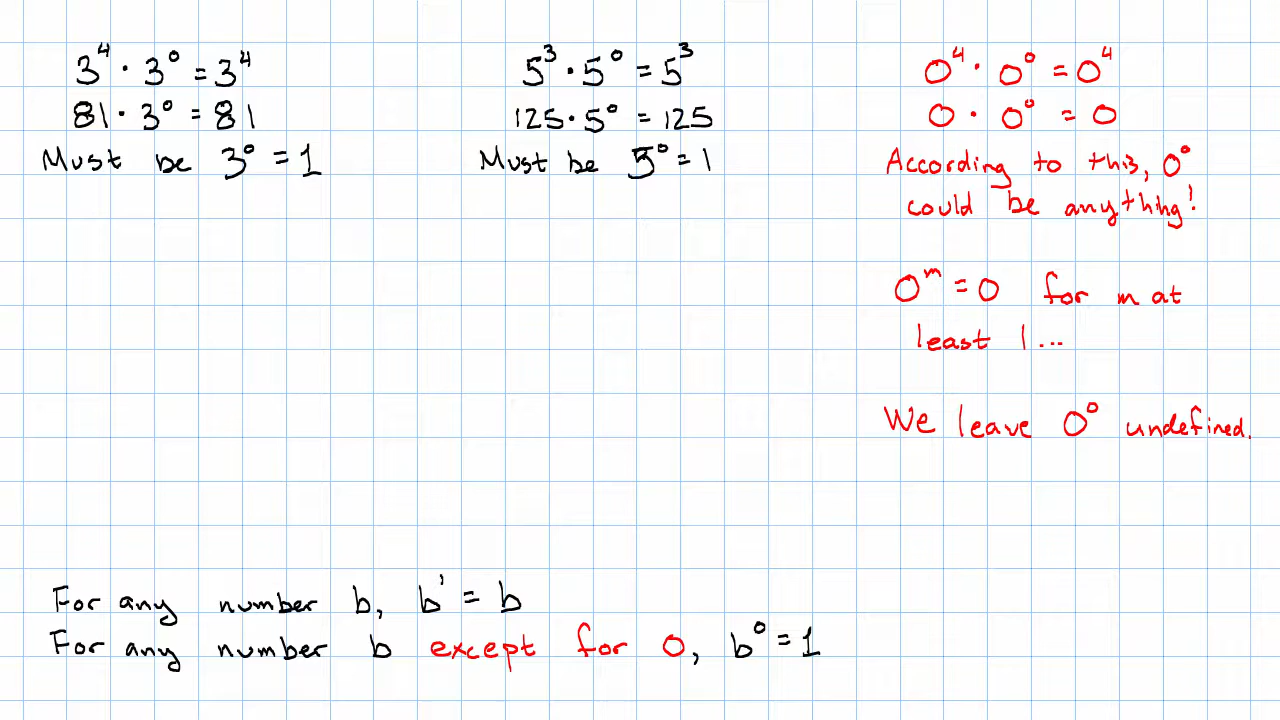 3⁴ · 3⁰ = 3⁴
81 · 3⁰ = 81
Must be 3⁰ = 1
5³ · 5⁰ = 5³
125 · 5⁰ = 125
Must be 5⁰ = 1
0⁴ · 0⁰ = 0⁴
0 · 0⁰ = 0
According to this, 0⁰
could be anything!
0ᵐ = 0 for m at
least 1...
We leave 0⁰ undefined.
For any number b, b¹ = b
For any number b except for 0, b⁰ = 1